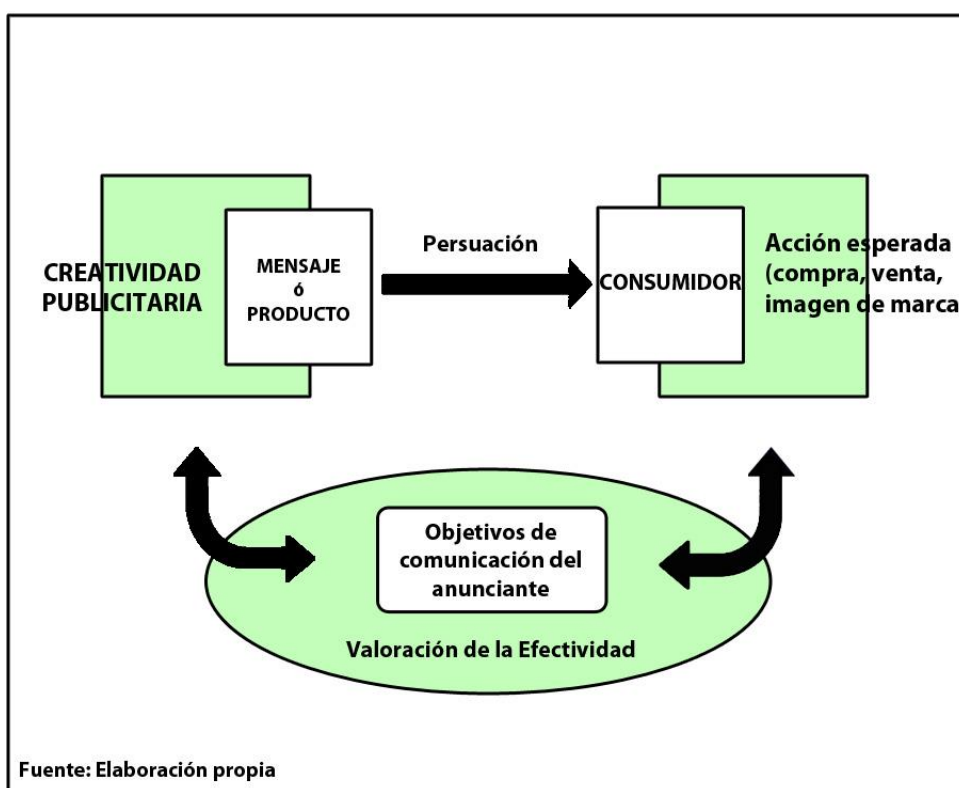 CREATIVIDAD
PUBLICITARIA
MENSAJE
ó
PRODUCTO
Persuación
CONSUMIDOR
Acción esperada
(compra, venta,
imagen de marca
Objetivos de
comunicación del
anunciante
Valoración de la Efectividad
Fuente: Elaboración propia